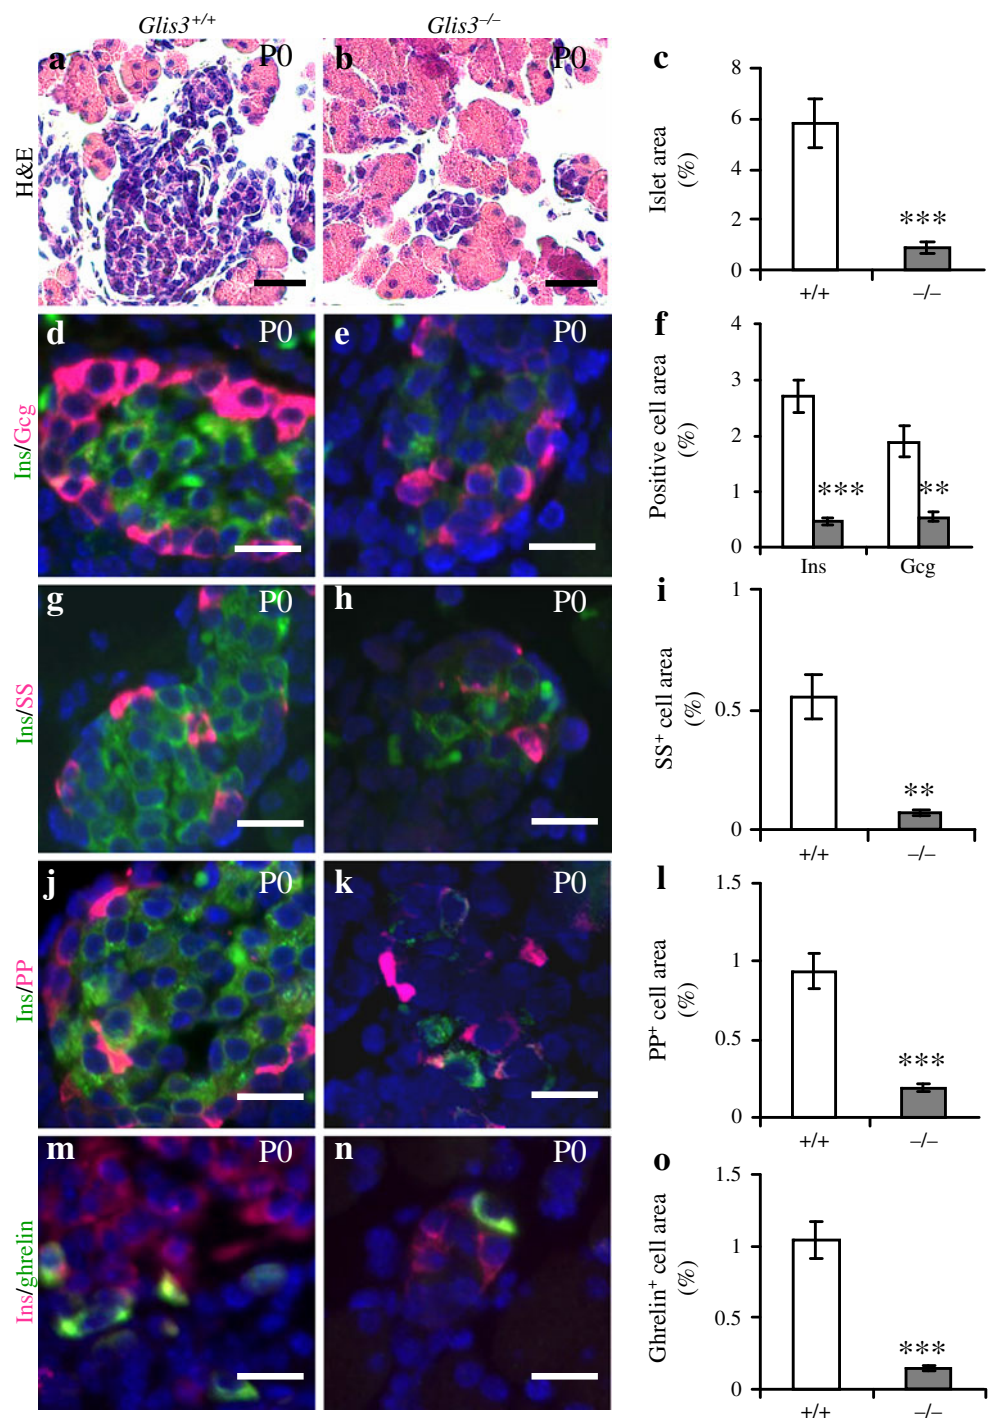 Glis3+/+
Glis3–/–
H&E
a
P0
b
P0
c
Islet area
(%)
8
6
4
2
0
***
+/+
–/–
Ins/Gcg
d
P0
e
P0
f
Positive cell area
(%)
4
3
2
1
0
***
**
Ins
Gcg
Ins/SS
g
P0
h
P0
i
SS+ cell area
(%)
1
0.5
0
**
+/+
–/–
Ins/PP
j
P0
k
P0
l
PP+ cell area
(%)
1.5
1
0.5
0
***
+/+
–/–
Ins/ghrelin
m
P0
n
P0
o
Ghrelin+ cell area
(%)
1.5
1
0.5
0
***
+/+
–/–